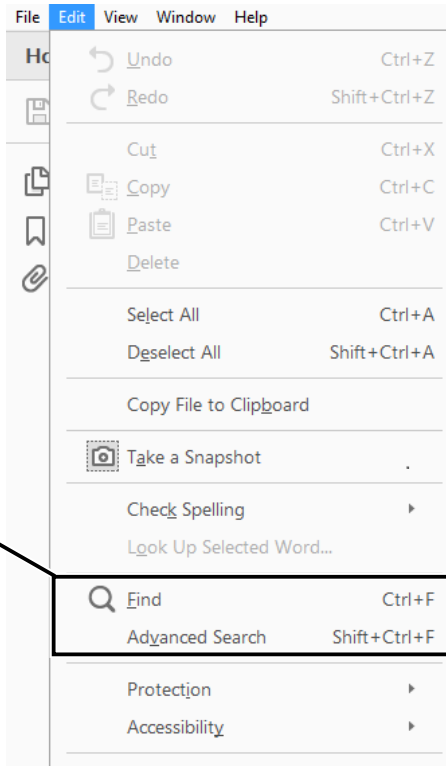 File Edit View Window Help
Ho
Undo Ctrl+Z
Redo Shift+Ctrl+Z
Cut Ctrl+X
Copy Ctrl+C
Paste Ctrl+V
Delete
Select All Ctrl+A
Deselect All Shift+Ctrl+A
Copy File to Clipboard
Take a Snapshot
Check Spelling
Look Up Selected Word...
Find Ctrl+F
Advanced Search Shift+Ctrl+F
Protection
Accessibility